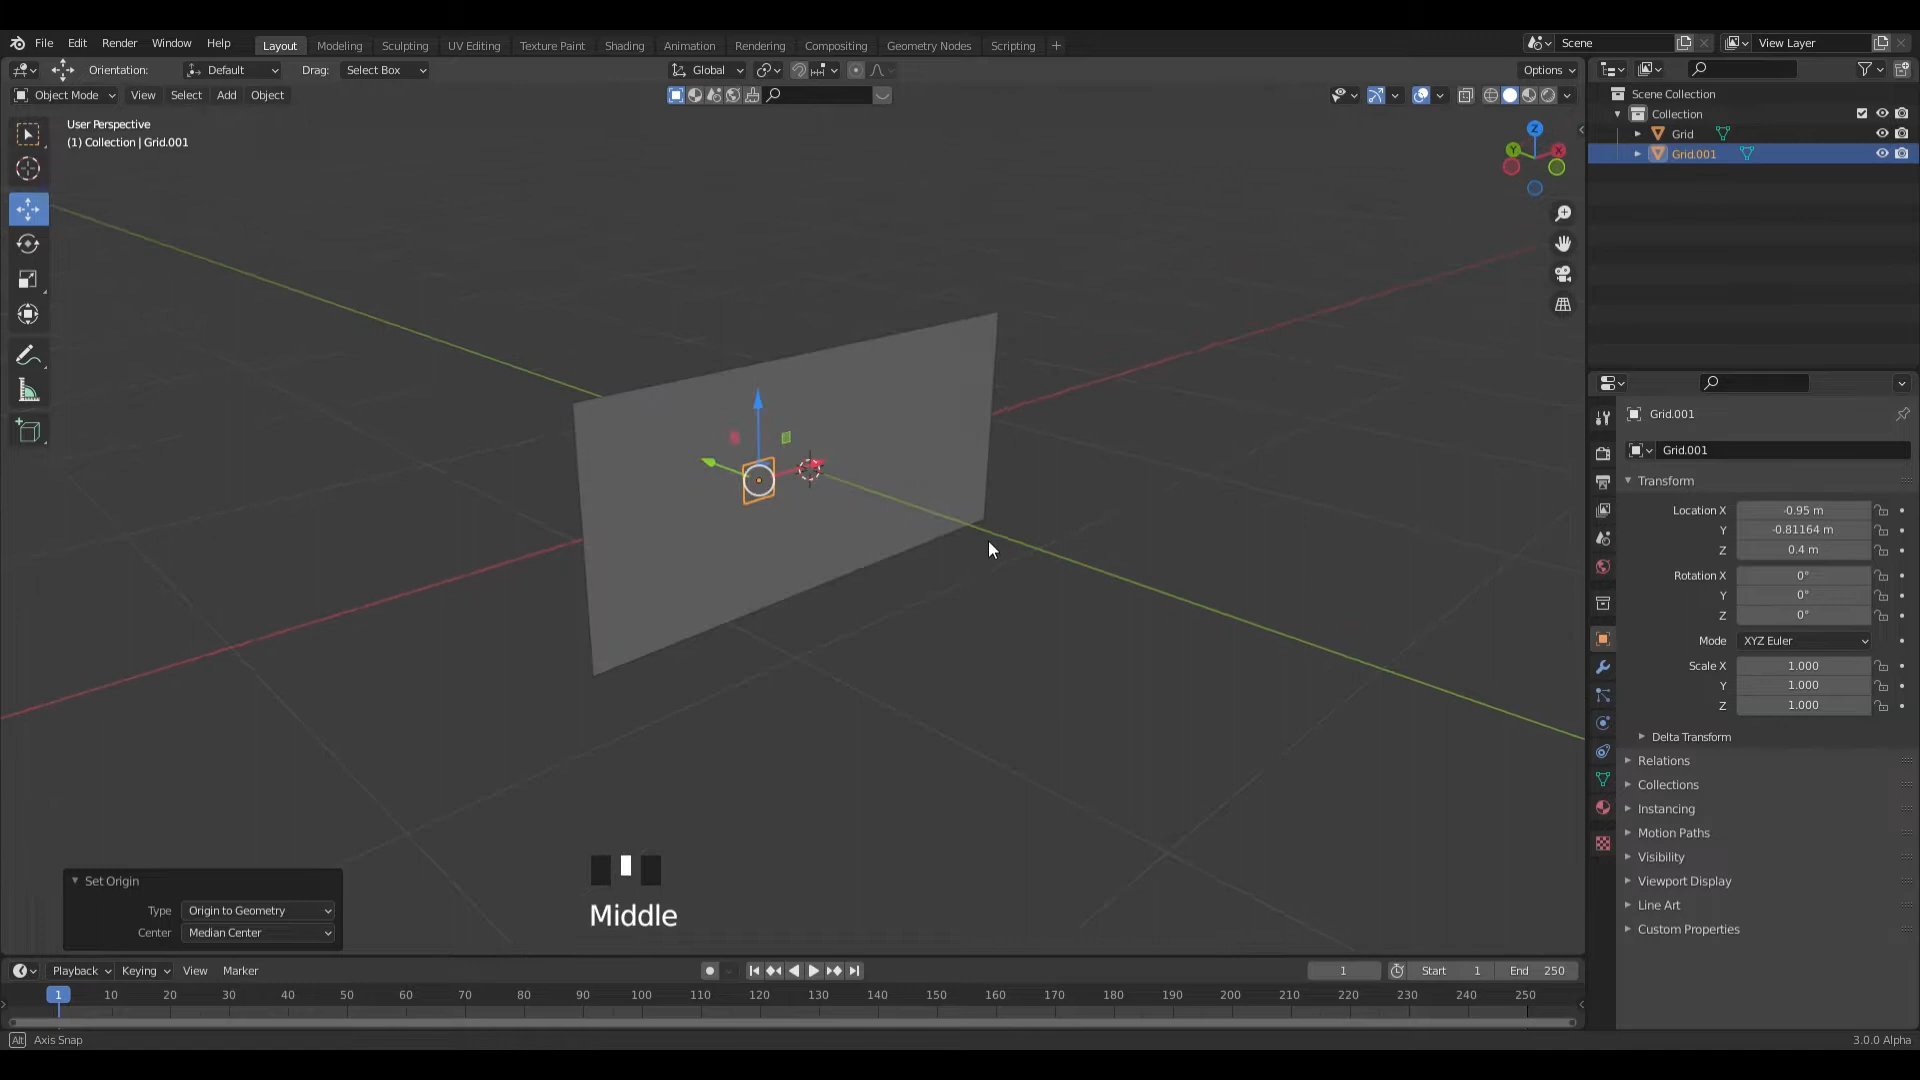 File Edit Render Window Help Layout Modeling Sculpting UV Editing Texture Paint Shading Animation Rendering Compositing Geometry Nodes Scripting + Scene View Layer
Orientation: Default Drag: Select Box Global Options
Object Mode View Select Add Object
User Perspective
(1) Collection | Grid.001
Z
Y X
Scene Collection
Collection
Grid
Grid.001
Grid.001
Grid.001
Transform
Location X -0.95 m
Y -0.81164 m
Z 0.4 m
Rotation X 0°
Y 0°
Z 0°
Mode XYZ Euler
Scale X 1.000
Y 1.000
Z 1.000
Delta Transform
Relations
Collections
Instancing
Motion Paths
Visibility
Viewport Display
Line Art
Custom Properties
Set Origin
Type Origin to Geometry
Center Median Center
Middle
Playback Keying View Marker 1 Start 1 End 250
1 10 20 30 40 50 60 70 80 90 100 110 120 130 140 150 160 170 180 190 200 210 220 230 240 250
Alt Axis Snap 3.0.0 Alpha